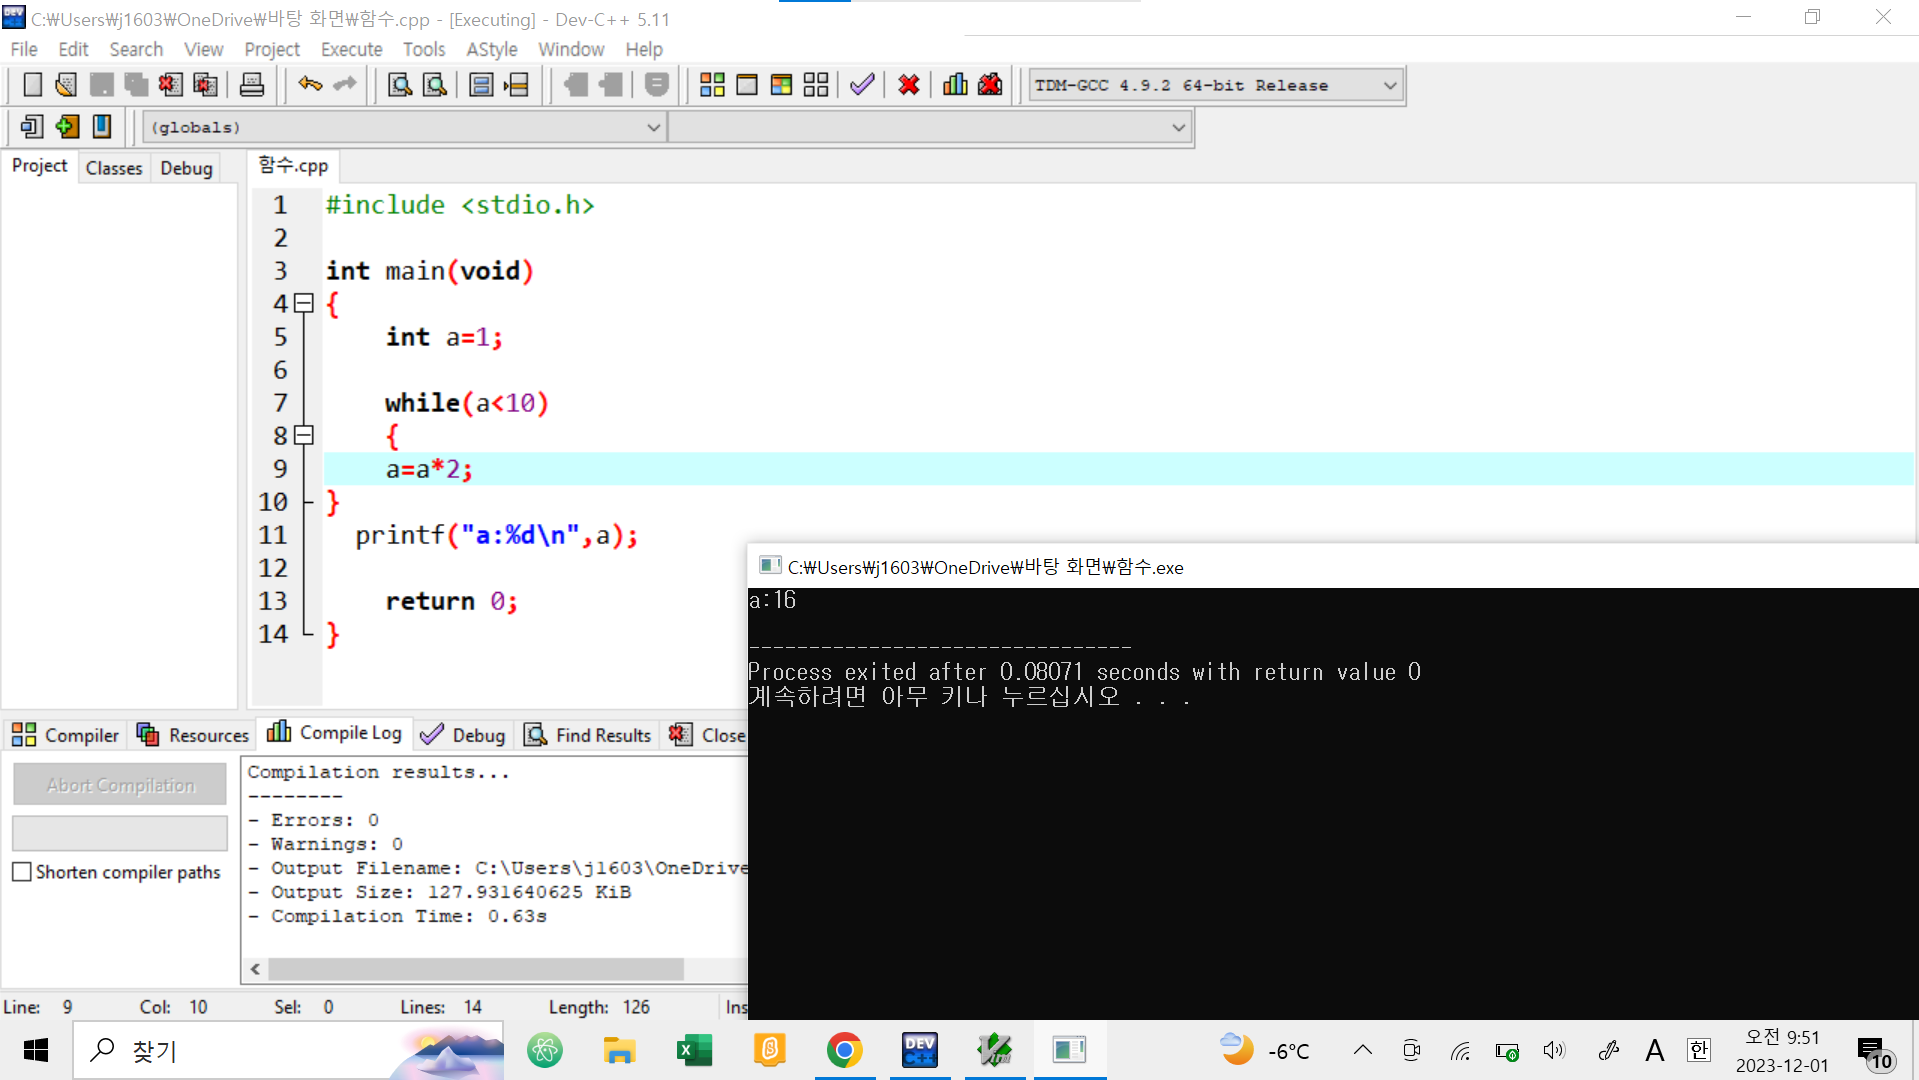 C:₩Users₩j1603₩OneDrive₩바탕 화면₩함수.cpp - [Executing] - Dev-C++ 5.11
File Edit Search View Project Execute Tools AStyle Window Help
TDM-GCC 4.9.2 64-bit Release
(globals)
Project Classes Debug
함수.cpp
1 #include <stdio.h>
2
3 int main(void)
4 {
5 int a=1;
6
7 while(a<10)
8 {
9 a=a*2;
10 }
11 printf("a:%d\n",a);
12
13 return 0;
14 }
C:₩Users₩j1603₩OneDrive₩바탕 화면₩함수.exe
a:16
--------------------------------
Process exited after 0.08071 seconds with return value 0
계속하려면 아무 키나 누르십시오 . . .
Compiler Resources Compile Log Debug Find Results Close
Abort Compilation
Shorten compiler paths
Compilation results...
--------
- Errors: 0
- Warnings: 0
- Output Filename: C:\Users\j1603\OneDrive
- Output Size: 127.931640625 KiB
- Compilation Time: 0.63s
Line: 9 Col: 10 Sel: 0 Lines: 14 Length: 126 Ins
찾기
DEV C++
-6°C
A
한
오전 9:51
2023-12-01
10